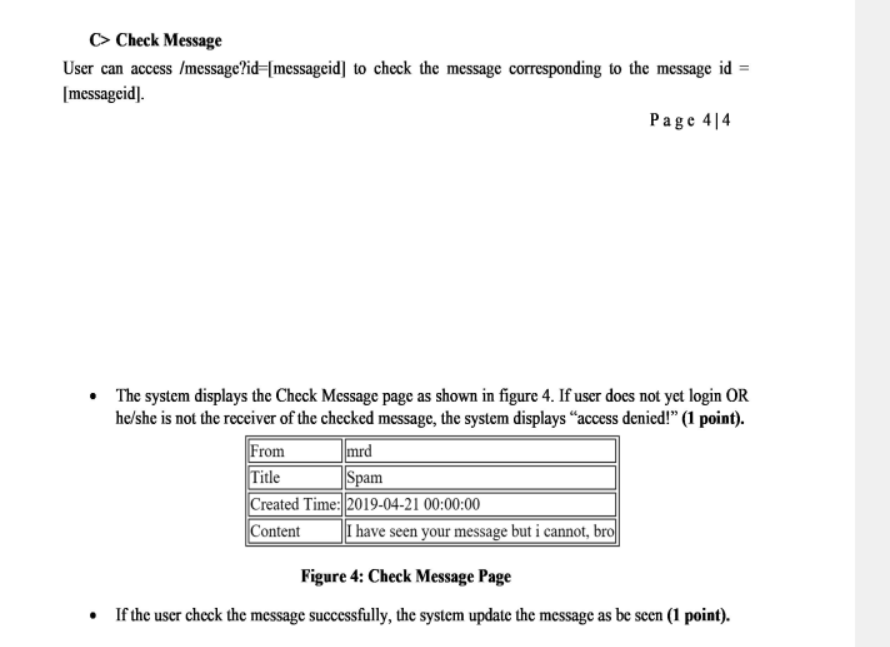 C> Check Message
User can access /message?id=[messageid] to check the message corresponding to the message id =
[messageid].
Page 4|4
• The system displays the Check Message page as shown in figure 4. If user does not yet login OR
he/she is not the receiver of the checked message, the system displays “access denied!” (1 point).
From mrd
Title Spam
Created Time: 2019-04-21 00:00:00
Content I have seen your message but i cannot, bro
Figure 4: Check Message Page
• If the user check the message successfully, the system update the message as be seen (1 point).